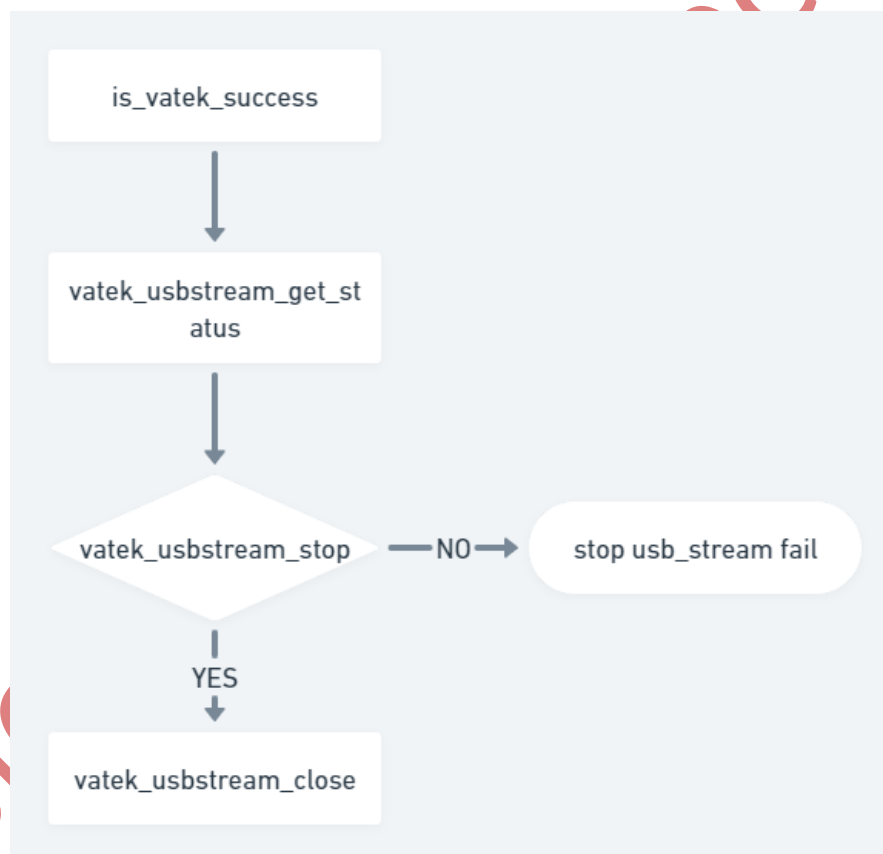 is_vatek_success
vatek_usbstream_get_st
atus
vatek_usbstream_stop
NO
stop usb_stream fail
YES
vatek_usbstream_close